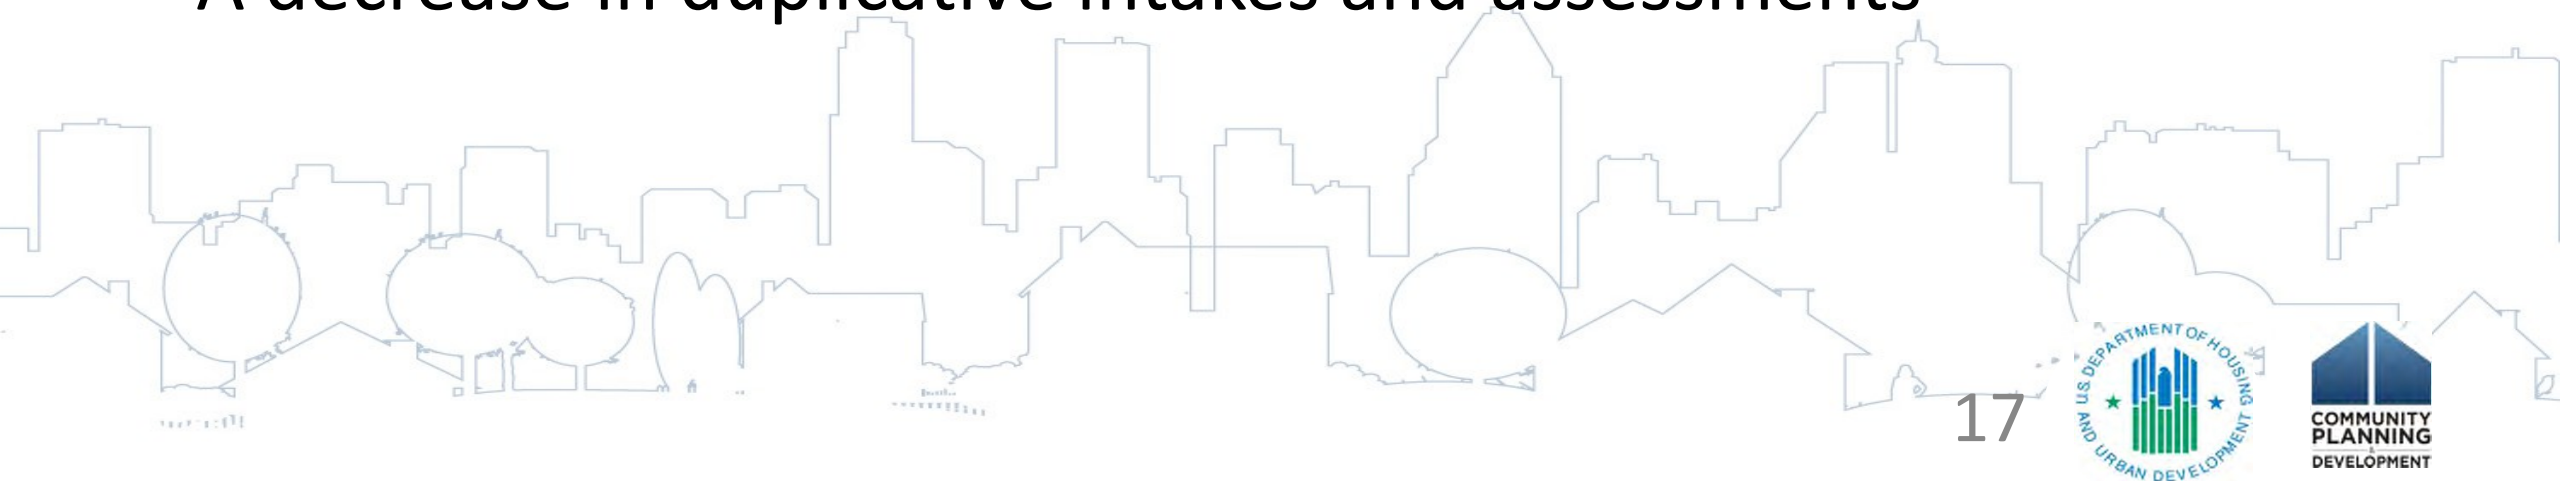 A decrease in duplicative intakes and assessments
17
U.S. DEPARTMENT OF HOUSING
AND URBAN DEVELOPMENT
COMMUNITY
PLANNING
&
DEVELOPMENT